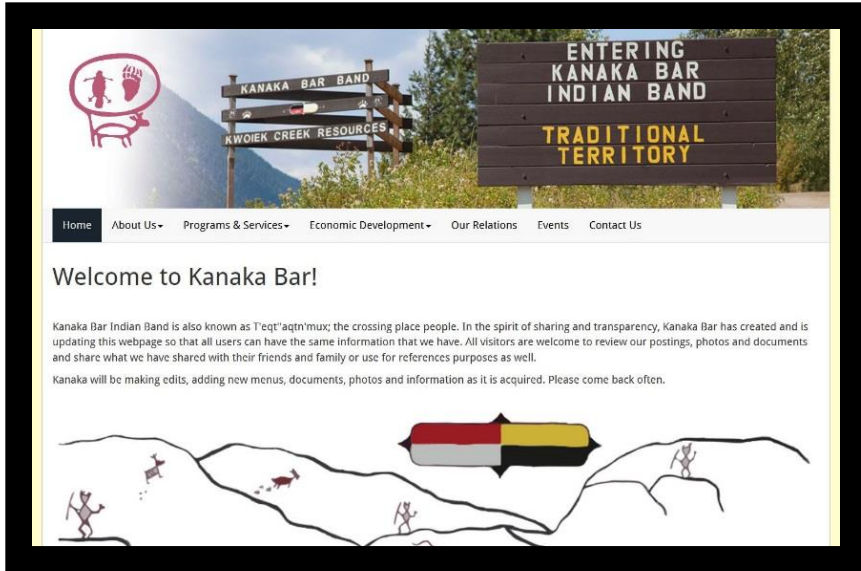 KANAKA BAR BAND
KWOIEK CREEK RESOURCES
ENTERING
KANAKA BAR
INDIAN BAND
TRADITIONAL
TERRITORY
Home About Us Programs & Services Economic Development Our Relations Events Contact Us
Welcome to Kanaka Bar!
Kanaka Bar Indian Band is also known as T'eqt''aqtn'mux; the crossing place people. In the spirit of sharing and transparency, Kanaka Bar has created and is
updating this webpage so that all users can have the same information that we have. All visitors are welcome to review our postings, photos and documents
and share what we have shared with their friends and family or use for references purposes as well.
Kanaka will be making edits, adding new menus, documents, photos and information as it is acquired. Please come back often.